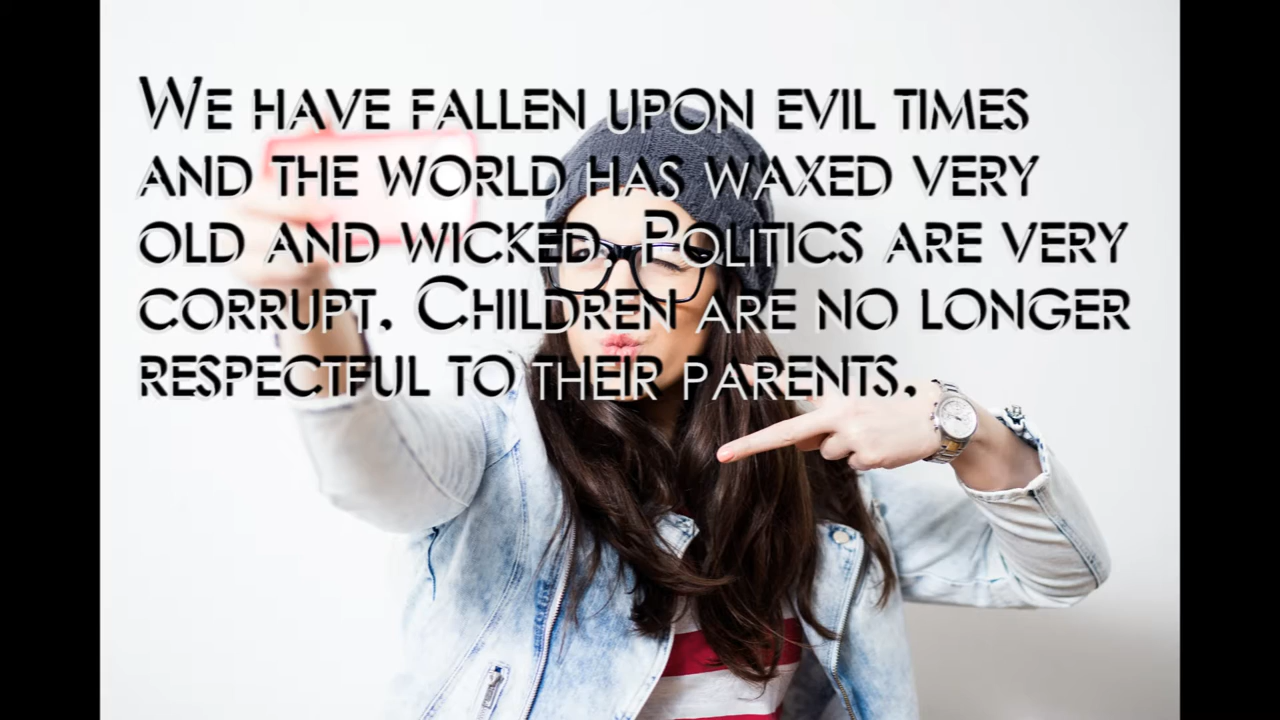 We have fallen upon evil times
and the world has waxed very
old and wicked. Politics are very
corrupt. Children are no longer
respectful to their parents.